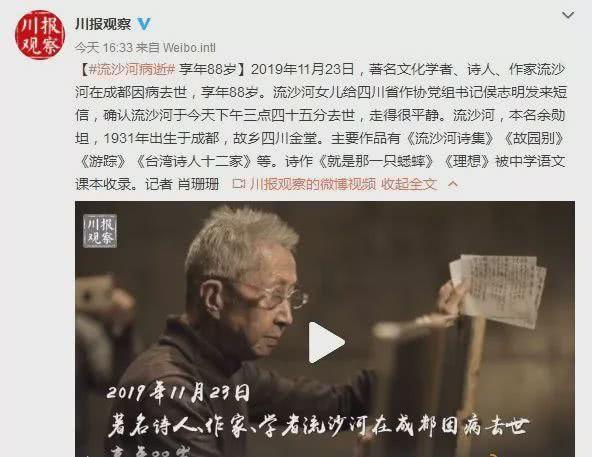 川报观察
川报观察
今天 16:33 来自 Weibo.intl
【#流沙河病逝# 享年88岁】2019年11月23日，著名文化学者、诗人、作家流沙
河在成都因病去世，享年88岁。流沙河女儿给四川省作协党组书记侯志明发来短
信，确认流沙河于今天下午三点四十五分去世，走得很平静。流沙河，本名余勋
坦，1931年出生于成都，故乡四川金堂。主要作品有《流沙河诗集》《故园别》
《游踪》《台湾诗人十二家》等。诗作《就是那一只蟋蟀》《理想》被中学语文
课本收录。记者 肖姗姗 川报观察的微博视频 收起全文
川报观察
2019年11月23日
著名诗人、作家、学者流沙河在成都因病去世
享年88岁